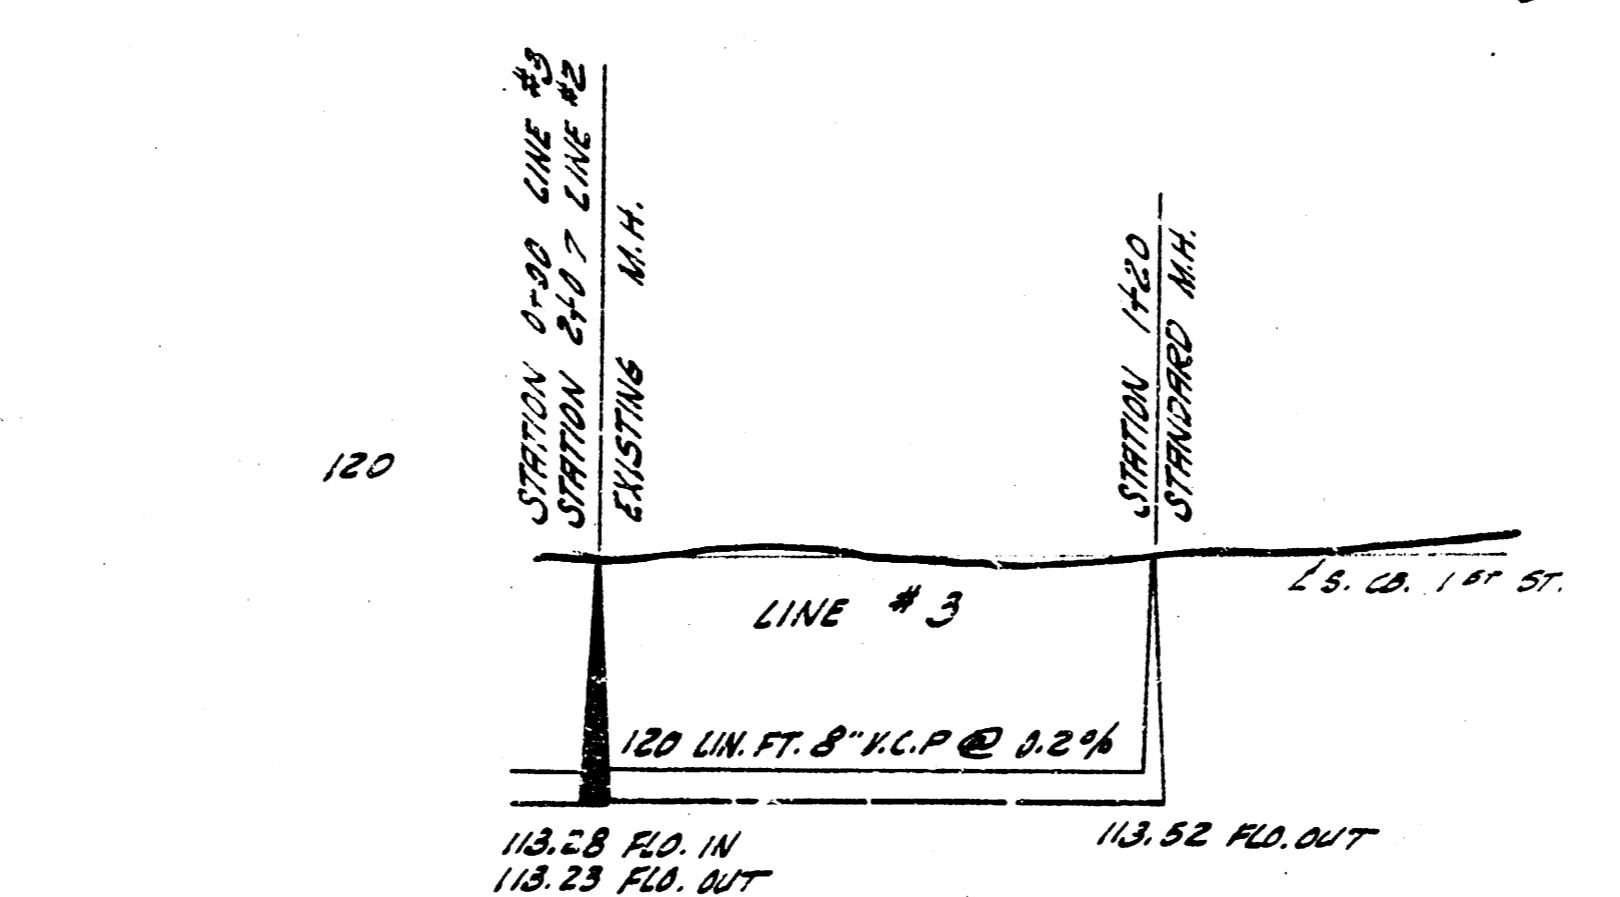 STATION 0+00 LINE #3
STATION 2+07 LINE #2
EXISTING M.H.
STATION 1+20
STANDARD M.H.
120
S. CB. 1ST ST.
LINE #3
120 LIN. FT. 8" V.C.P @ 0.2%
113.28 FLO. IN
113.23 FLO. OUT
113.52 FLO. OUT